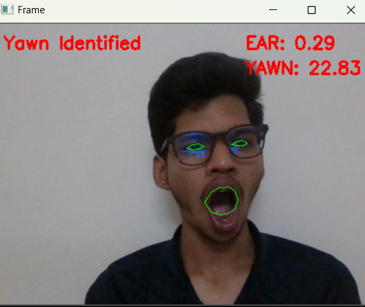 Frame
Yawn Identified
EAR: 0.29
YAWN: 22.83